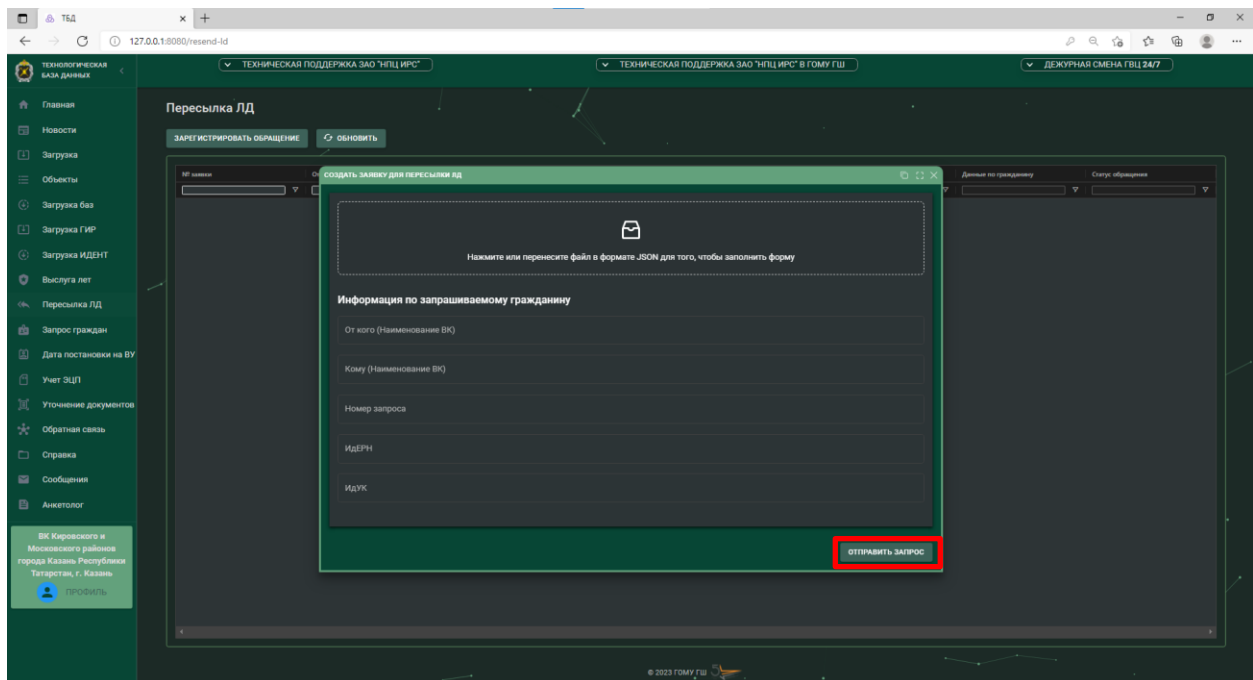 ТБД
127.0.0.1:8080/resend-ld
ТЕХНОЛОГИЧЕСКАЯ
БАЗА ДАННЫХ
ТЕХНИЧЕСКАЯ ПОДДЕРЖКА ЗАО "НПЦ ИРС"
ТЕХНИЧЕСКАЯ ПОДДЕРЖКА ЗАО "НПЦ ИРС" В ГОМУ ГШ
ДЕЖУРНАЯ СМЕНА ГВЦ 24/7
Главная
Новости
Загрузка
Объекты
Загрузка баз
Загрузка ГИР
Загрузка ИДЕНТ
Выслуга лет
Пересылка ЛД
Запрос граждан
Дата постановки на ВУ
Учет ЭЦП
Уточнение документов
Обратная связь
Справка
Сообщения
Анкетолог
ВК Кировского и
Московского районов
города Казань Республики
Татарстан, г. Казань
ПРОФИЛЬ
Пересылка ЛД
ЗАРЕГИСТРИРОВАТЬ ОБРАЩЕНИЕ
ОБНОВИТЬ
№ заявки
Данные по гражданину
Статус обращения
СОЗДАТЬ ЗАЯВКУ ДЛЯ ПЕРЕСЫЛКИ ЛД
Нажмите или перенесите файл в формате JSON для того, чтобы заполнить форму
Информация по запрашиваемому гражданину
От кого (Наименование ВК)
Кому (Наименование ВК)
Номер запроса
ИдЕРН
ИдУК
ОТПРАВИТЬ ЗАПРОС
© 2023 ГОМУ ГШ